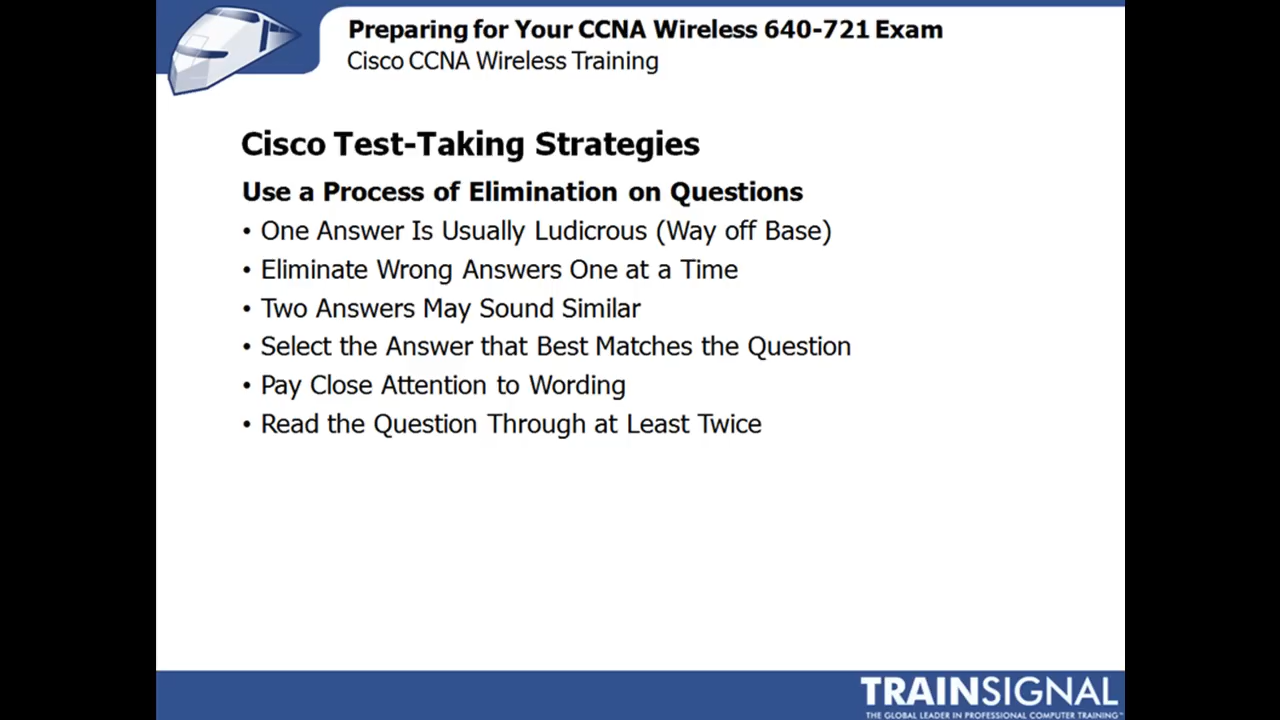 Preparing for Your CCNA Wireless 640-721 Exam
Cisco CCNA Wireless Training
Cisco Test-Taking Strategies
Use a Process of Elimination on Questions
• One Answer Is Usually Ludicrous (Way off Base)
• Eliminate Wrong Answers One at a Time
• Two Answers May Sound Similar
• Select the Answer that Best Matches the Question
• Pay Close Attention to Wording
• Read the Question Through at Least Twice
TRAINSIGNAL
THE GLOBAL LEADER IN PROFESSIONAL COMPUTER TRAINING™